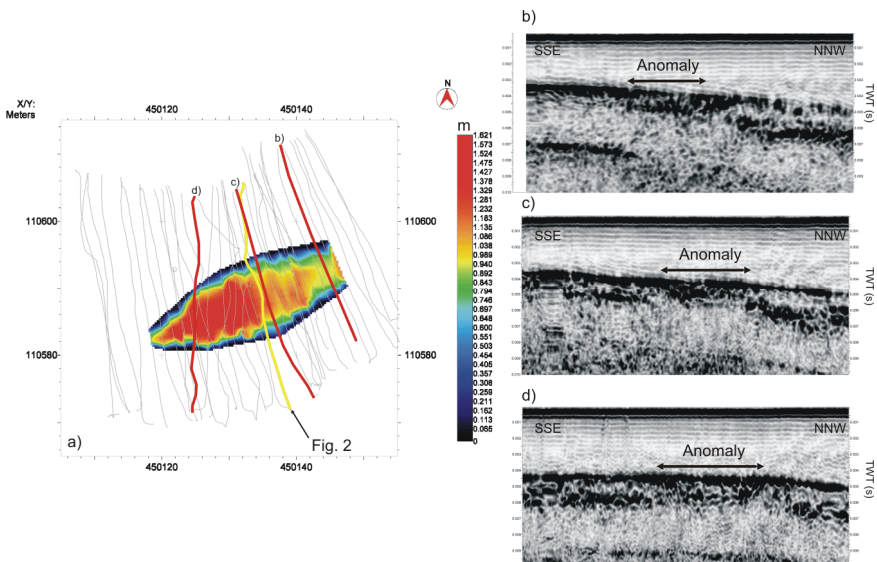 X/Y:
Meters
450120
450140
N
m
110600
110580
b)
c)
d)
a)
Fig. 2
1.621
1.573
1.524
1.475
1.427
1.378
1.329
1.281
1.232
1.183
1.135
1.086
1.038
0.989
0.940
0.892
0.843
0.794
0.746
0.697
0.648
0.600
0.551
0.502
0.454
0.405
0.357
0.308
0.259
0.211
0.162
0.113
0.065
0
450120
450140
b)
SSE
NNW
Anomaly
TWT (s)
c)
SSE
NNW
Anomaly
TWT (s)
d)
SSE
NNW
Anomaly
TWT (s)